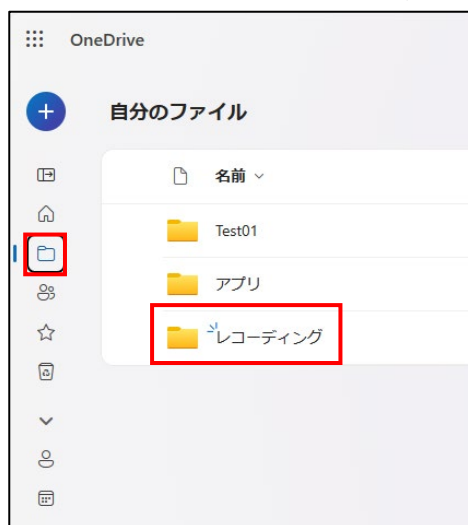 OneDrive
自分のファイル
名前
Test01
アプリ
レコーディング